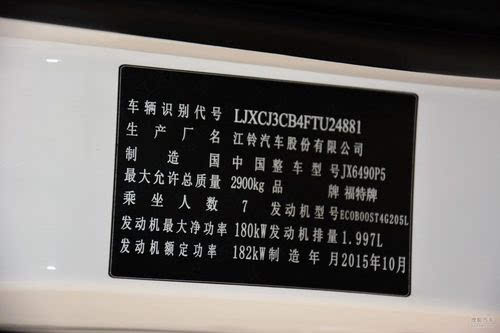 车辆识别代号 LJXCJ3CB4FTU24881
生产厂名 江铃汽车股份有限公司
制造国 中国 整车型号 JX6490P5
最大允许总质量 2900kg 品牌 福特牌
乘坐人数 7 发动机型号 ECOBOOST4G205L
发动机最大净功率 180kW 发动机排量 1.997L
发动机额定功率 182kW 制造年月 2015年10月